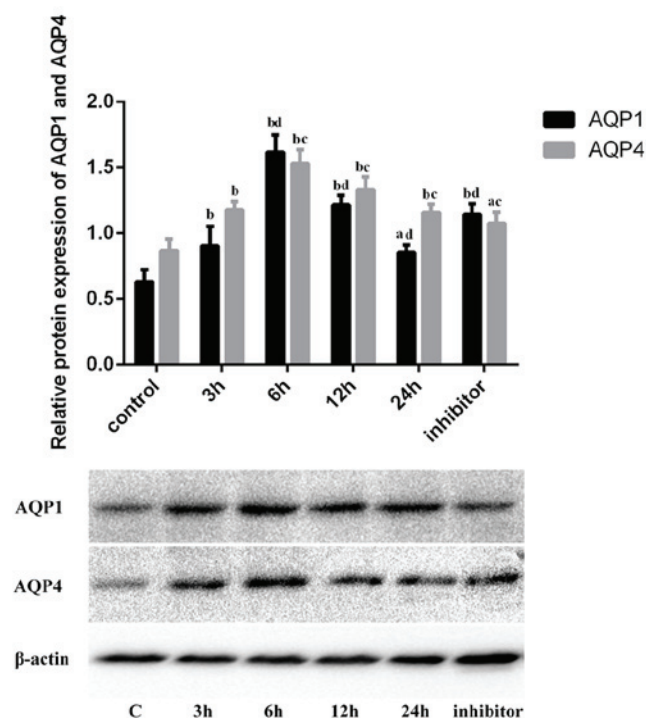 Relative protein expression of AQP1 and AQP4
2.0
1.5
1.0
0.5
0.0
b b bd bc bd bc ad bc bd ac
control 3h 6h 12h 24h inhibitor
AQP1
AQP4
AQP1
AQP4
β-actin
C 3h 6h 12h 24h inhibitor